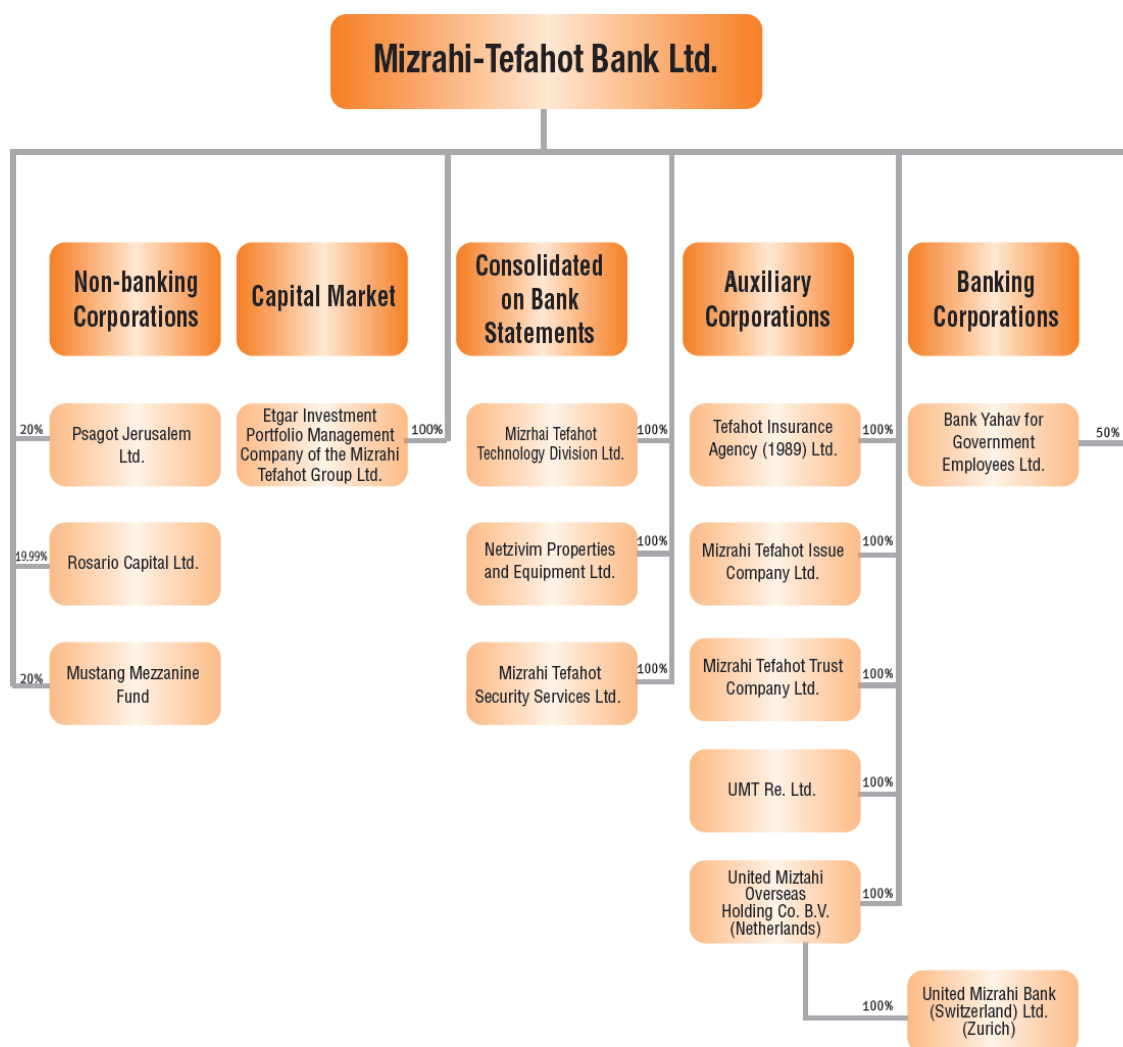 Mizrahi-Tefahot Bank Ltd.
Non-banking
Corporations
Capital Market
Consolidated
on Bank
Statements
Auxiliary
Corporations
Banking
Corporations
20%
Psagot Jerusalem
Ltd.
19.99%
Rosario Capital Ltd.
20%
Mustang Mezzanine
Fund
Etgar Investment
Portfolio Management
Company of the Mizrahi
Tefahot Group Ltd.
100%
Mizrhai Tefahot
Technology Division Ltd.
100%
Netzivim Properties
and Equipment Ltd.
100%
Mizrahi Tefahot
Security Services Ltd.
100%
Tefahot Insurance
Agency (1989) Ltd.
100%
Mizrahi Tefahot Issue
Company Ltd.
100%
Mizrahi Tefahot Trust
Company Ltd.
100%
UMT Re. Ltd.
100%
United Miztahi
Overseas
Holding Co. B.V.
(Netherlands)
100%
Bank Yahav for
Government
Employees Ltd.
50%
100%
United Mizrahi Bank
(Switzerland) Ltd.
(Zurich)